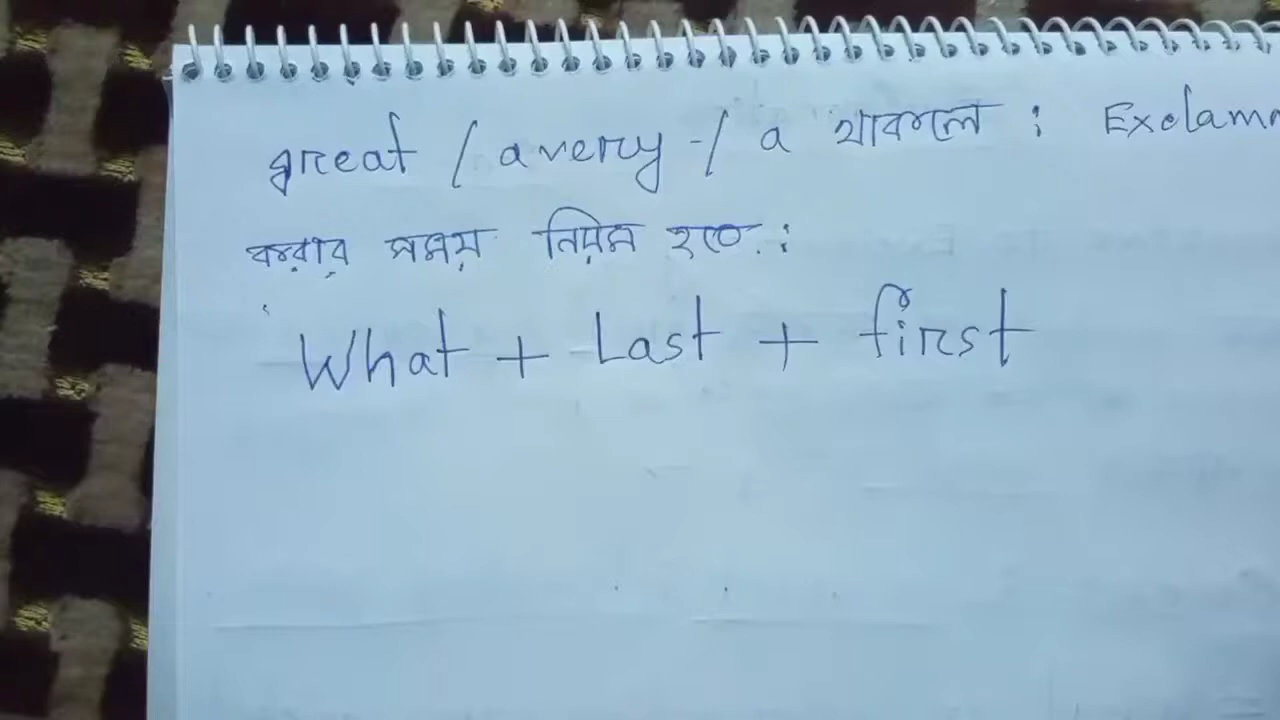 great / a very -/ a থাকলে : Exclam
করার সময় নিয়ম হবে :
What + Last + first